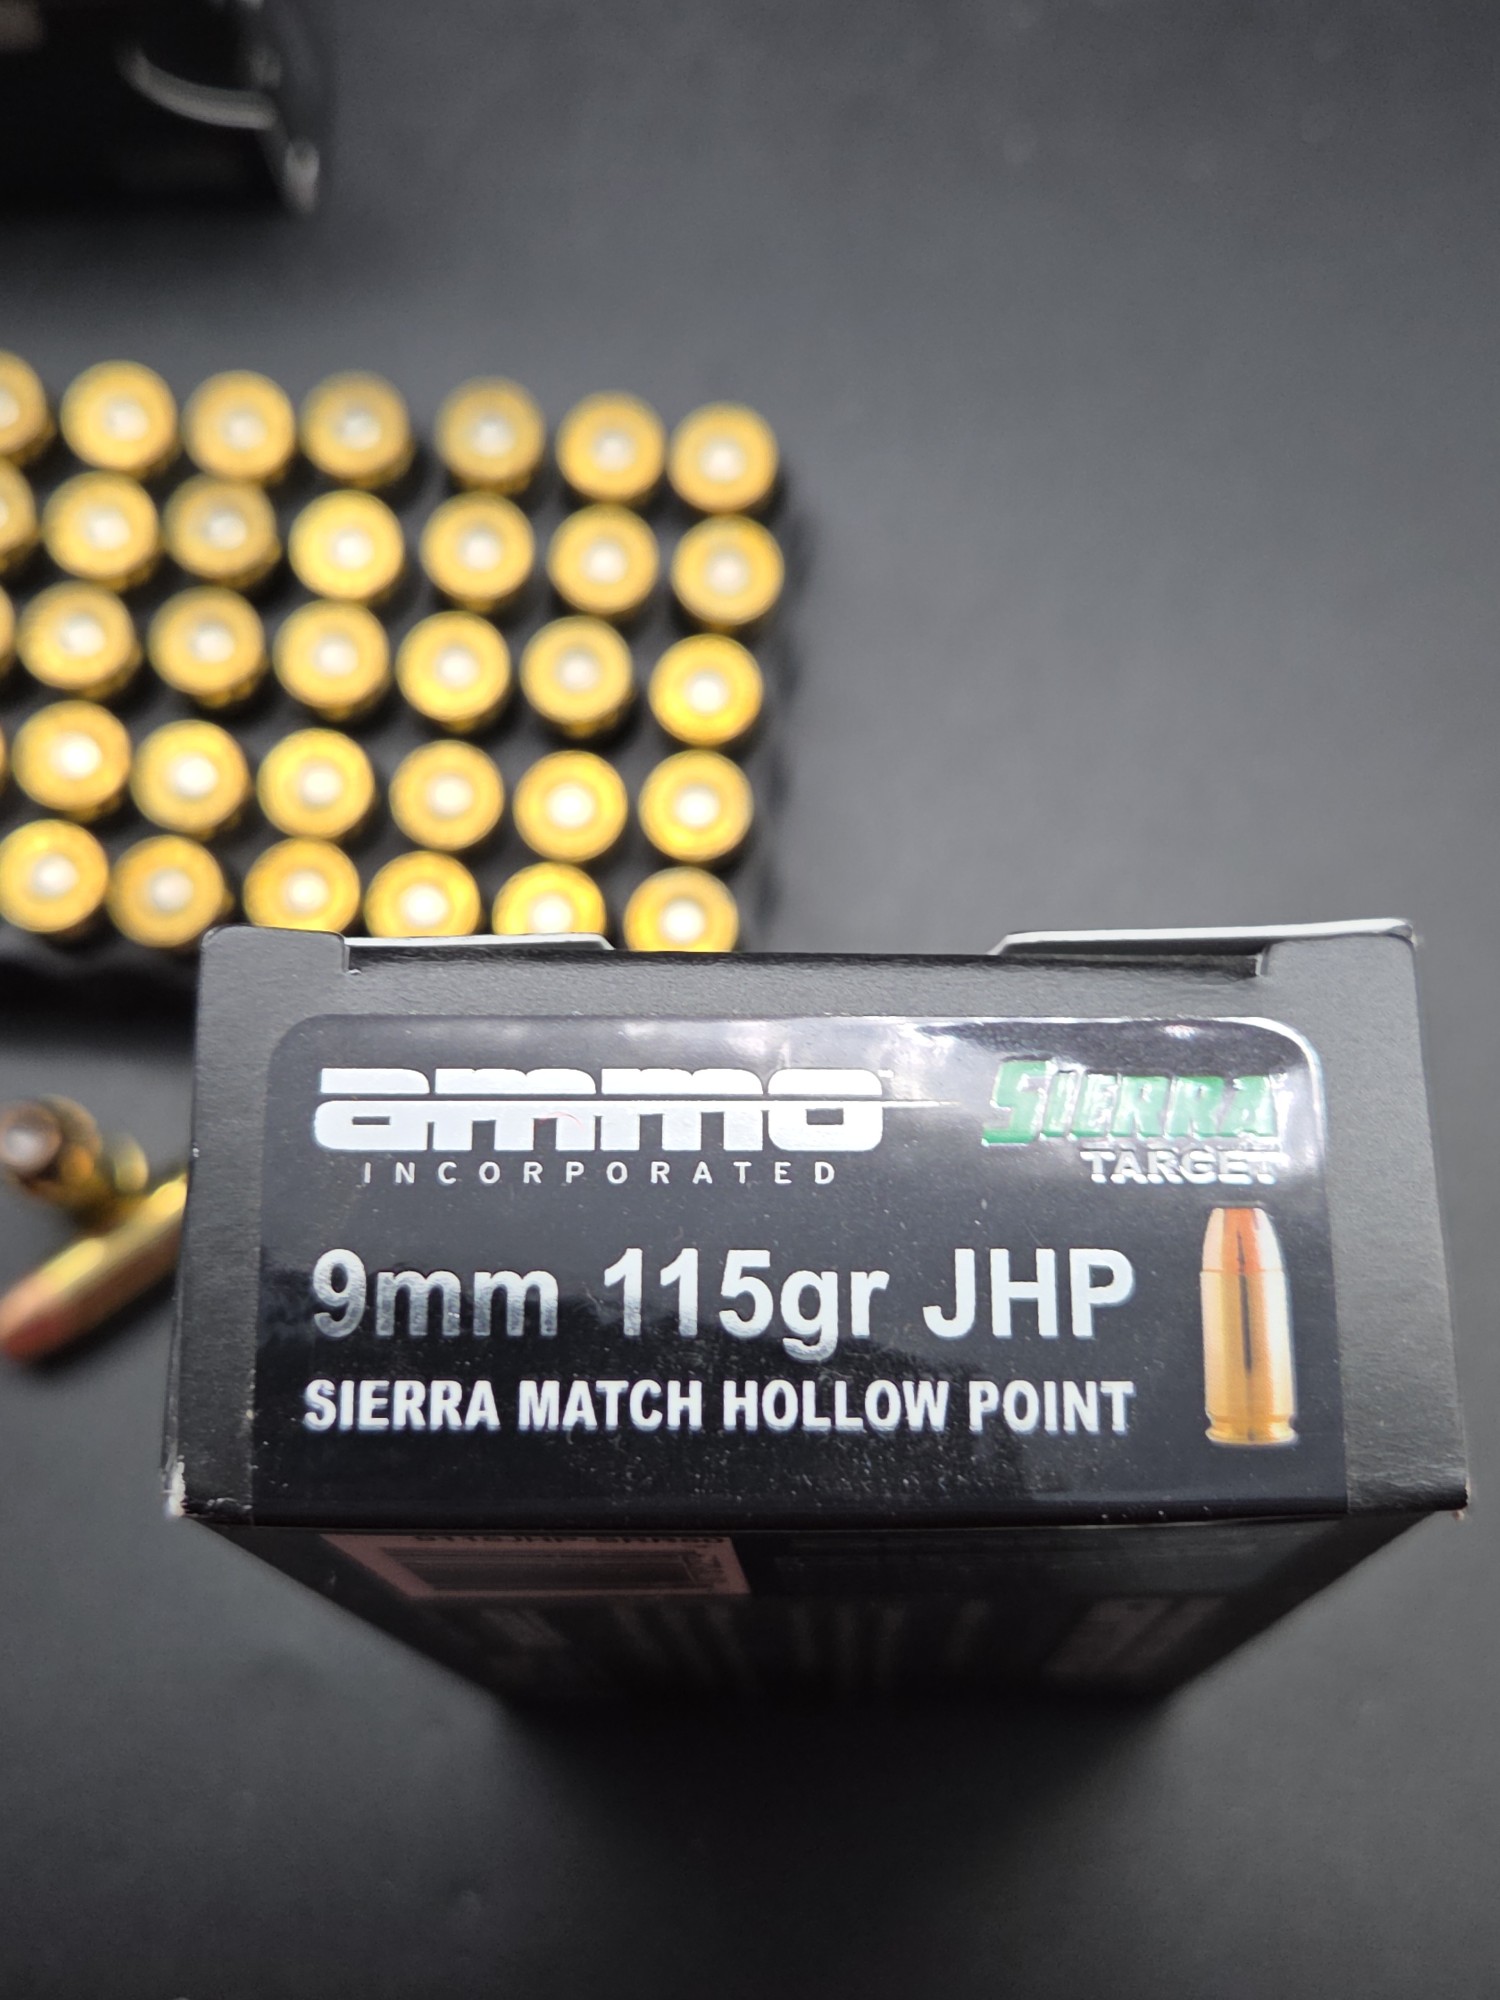 ammo
INCORPORATED
SIERRA
TARGET
9mm 115gr JHP
SIERRA MATCH HOLLOW POINT